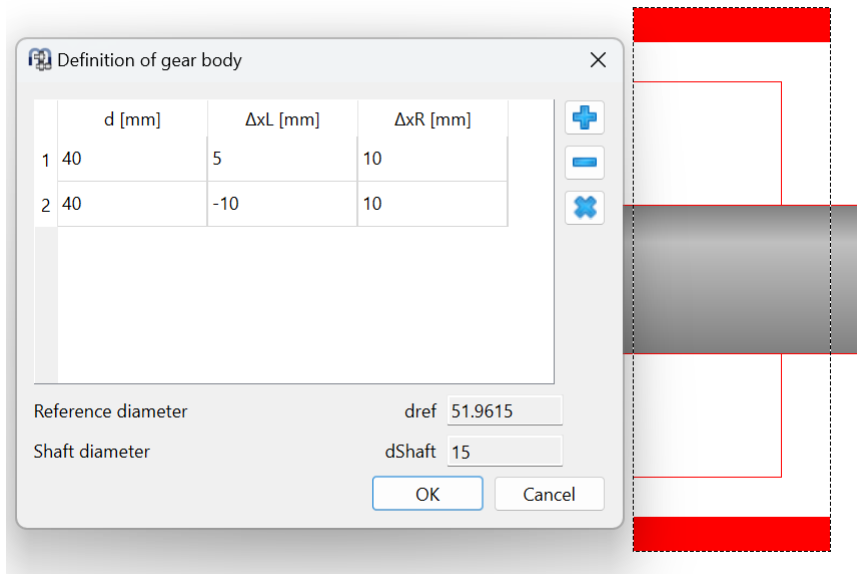 Definition of gear body
d [mm] ΔxL [mm] ΔxR [mm]
1 40 5 10
2 40 -10 10
Reference diameter dref 51.9615
Shaft diameter dShaft 15
OK Cancel